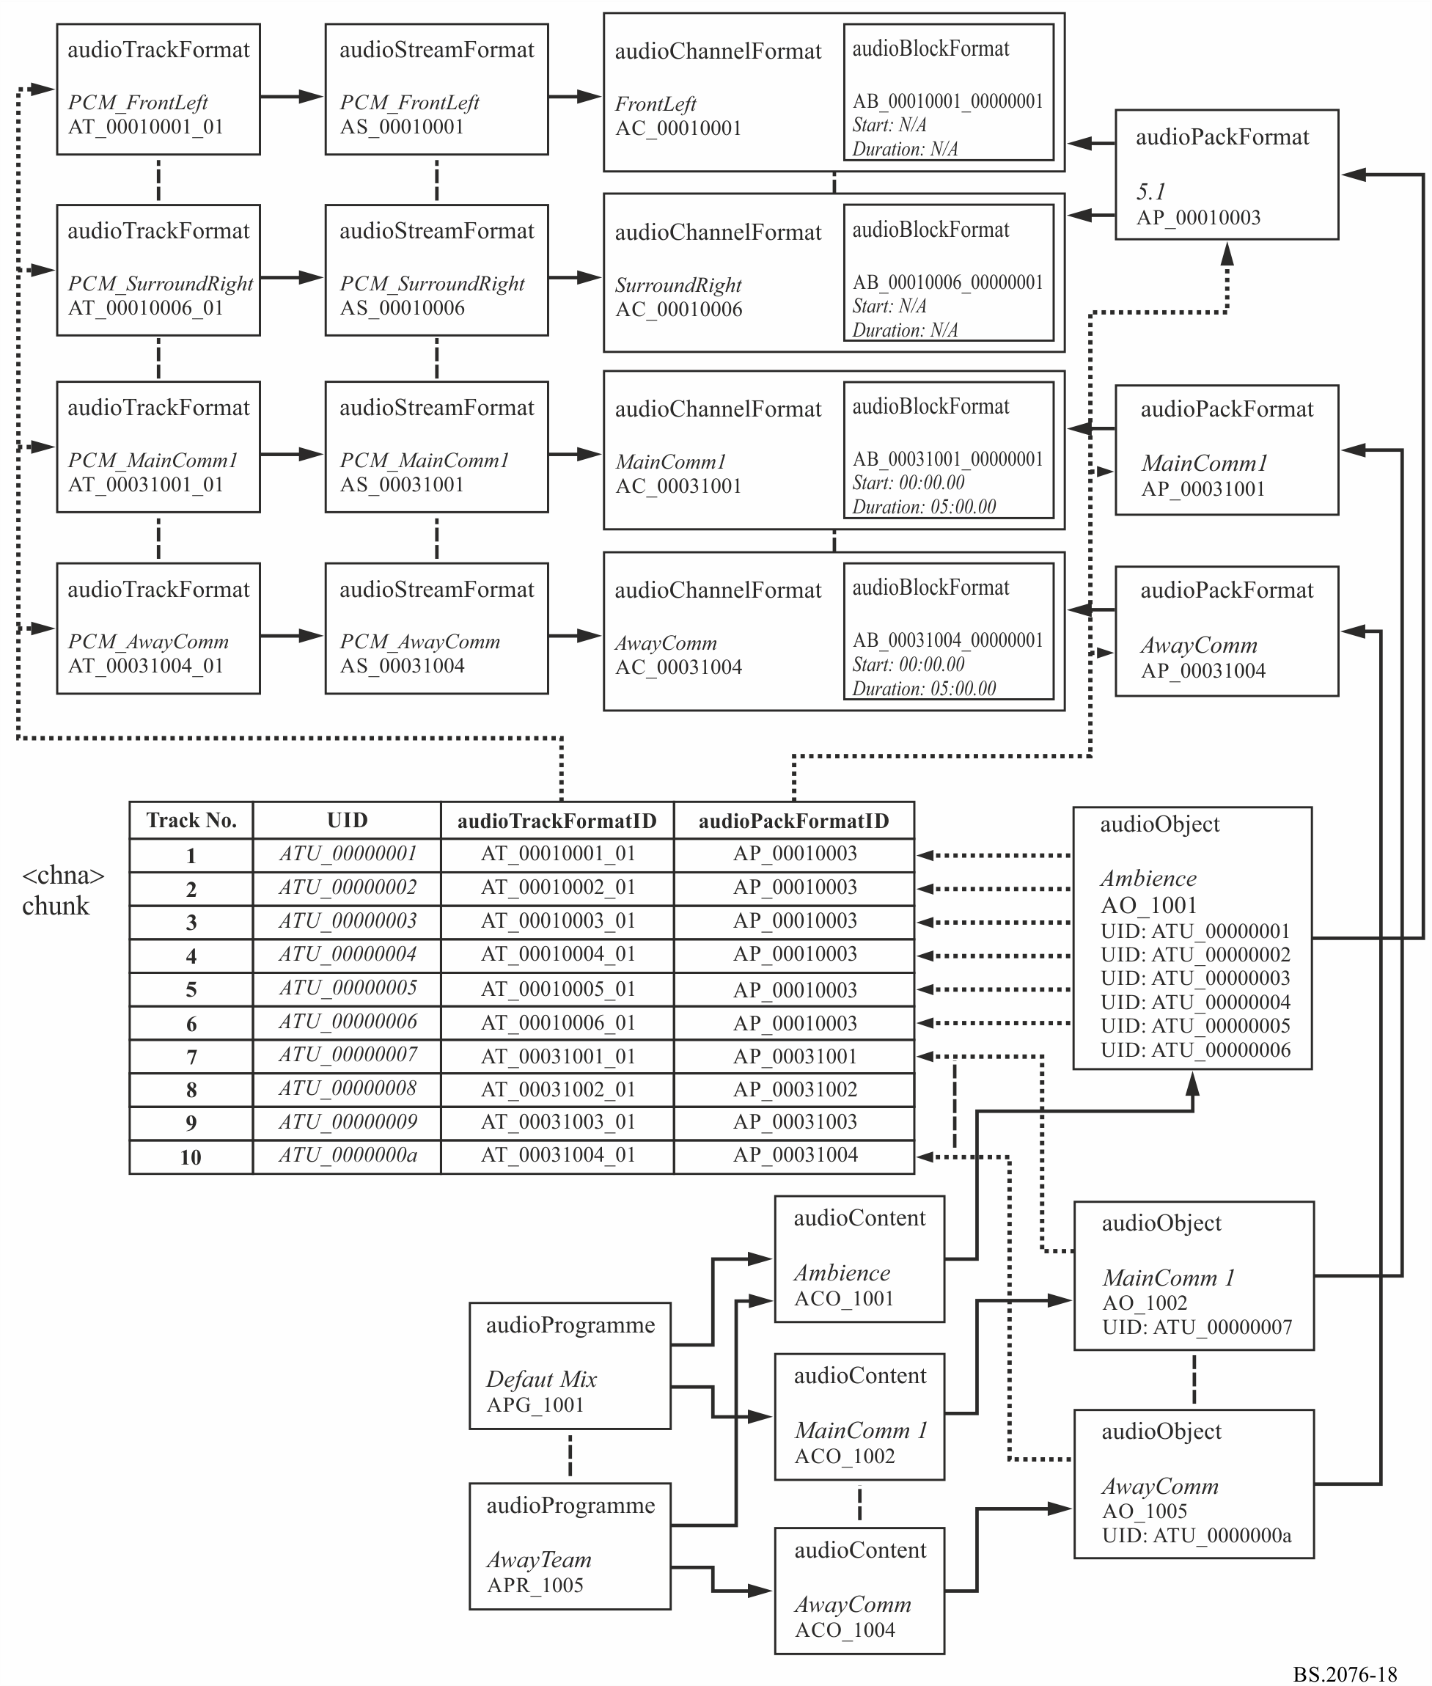 audioTrackFormat
PCM_FrontLeft
AT_00010001_01
audioStreamFormat
PCM_FrontLeft
AS_00010001
audioChannelFormat
FrontLeft
AC_00010001
audioBlockFormat
AB_00010001_00000001
Start: N/A
Duration: N/A
audioPackFormat
5.1
AP_00010003
audioTrackFormat
PCM_SurroundRight
AT_00010006_01
audioStreamFormat
PCM_SurroundRight
AS_00010006
audioChannelFormat
SurroundRight
AC_00010006
audioBlockFormat
AB_00010006_00000001
Start: N/A
Duration: N/A
audioTrackFormat
PCM_MainComm1
AT_00031001_01
audioStreamFormat
PCM_MainComm1
AS_00031001
audioChannelFormat
MainComm1
AC_00031001
audioBlockFormat
AB_00031001_00000001
Start: 00:00.00
Duration: 05:00.00
audioPackFormat
MainComm1
AP_00031001
audioTrackFormat
PCM_AwayComm
AT_00031004_01
audioStreamFormat
PCM_AwayComm
AS_00031004
audioChannelFormat
AwayComm
AC_00031004
audioBlockFormat
AB_00031004_00000001
Start: 00:00.00
Duration: 05:00.00
audioPackFormat
AwayComm
AP_00031004
<chna>
chunk
Track No. UID audioTrackFormatID audioPackFormatID
1 ATU_00000001 AT_00010001_01 AP_00010003
2 ATU_00000002 AT_00010002_01 AP_00010003
3 ATU_00000003 AT_00010003_01 AP_00010003
4 ATU_00000004 AT_00010004_01 AP_00010003
5 ATU_00000005 AT_00010005_01 AP_00010003
6 ATU_00000006 AT_00010006_01 AP_00010003
7 ATU_00000007 AT_00031001_01 AP_00031001
8 ATU_00000008 AT_00031002_01 AP_00031002
9 ATU_00000009 AT_00031003_01 AP_00031003
10 ATU_0000000a AT_00031004_01 AP_00031004
audioObject
Ambience
AO_1001
UID: ATU_00000001
UID: ATU_00000002
UID: ATU_00000003
UID: ATU_00000004
UID: ATU_00000005
UID: ATU_00000006
audioContent
Ambience
ACO_1001
audioObject
MainComm 1
AO_1002
UID: ATU_00000007
audioProgramme
Defaut Mix
APG_1001
audioContent
MainComm 1
ACO_1002
audioObject
AwayComm
AO_1005
UID: ATU_0000000a
audioProgramme
AwayTeam
APR_1005
audioContent
AwayComm
ACO_1004
BS.2076-18